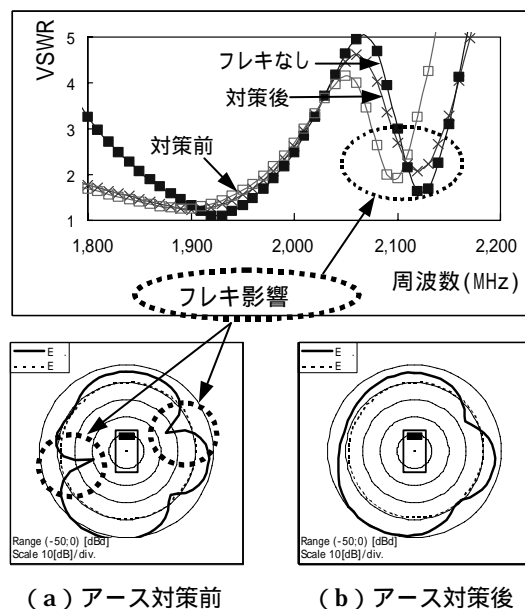 VSWR
5
4
3
2
1
フレキなし
対策後
対策前
1,800
1,900
2,000
2,100
2,200
周波数(MHz)
フレキ影響
E .
E
Range (-50;0) [dBd]
Scale 10[dB]/div.
E .
E
Range (-50;0) [dBd]
Scale 10[dB]/div.
(a)アース対策前
(b)アース対策後